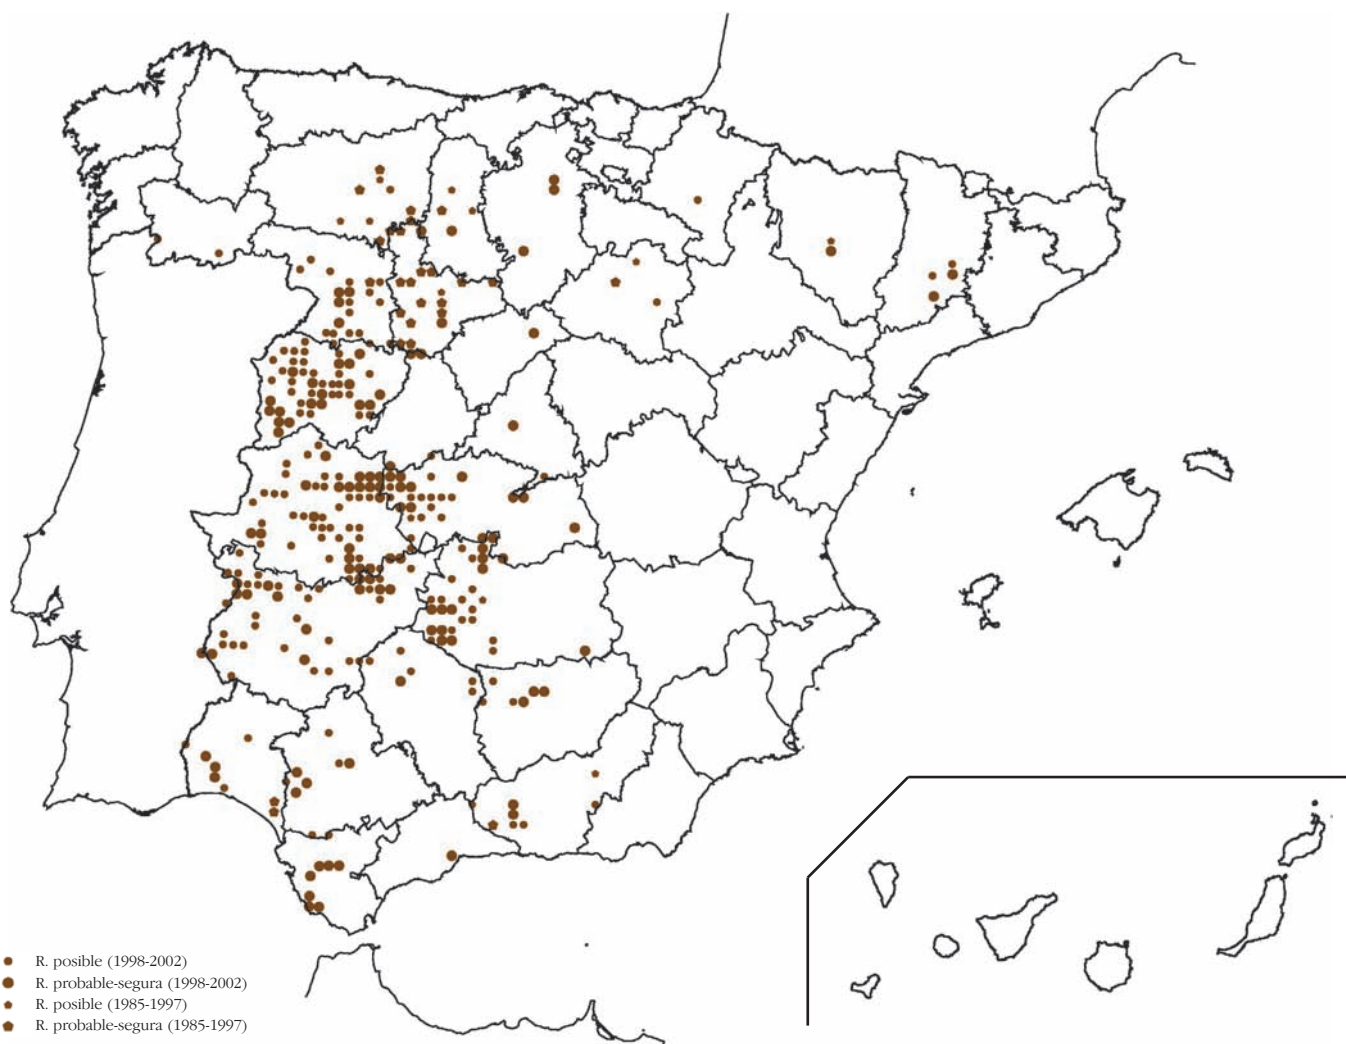 R. posible (1998-2002)
R. probable-segura (1998-2002)
R. posible (1985-1997)
R. probable-segura (1985-1997)